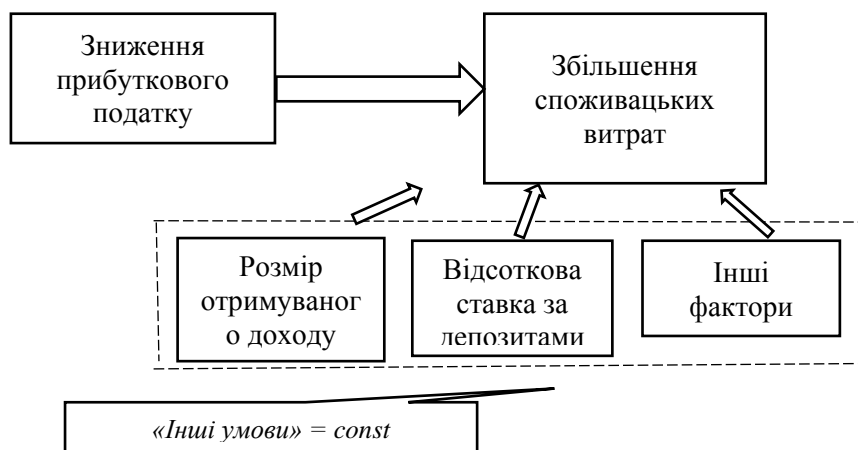 Зниження
прибуткового
податку
Збільшення
споживацьких
витрат
Розмір
отримуваног
о доходу
Відсоткова
ставка за
депозитами
Інші
фактори
«Інші умови» = const